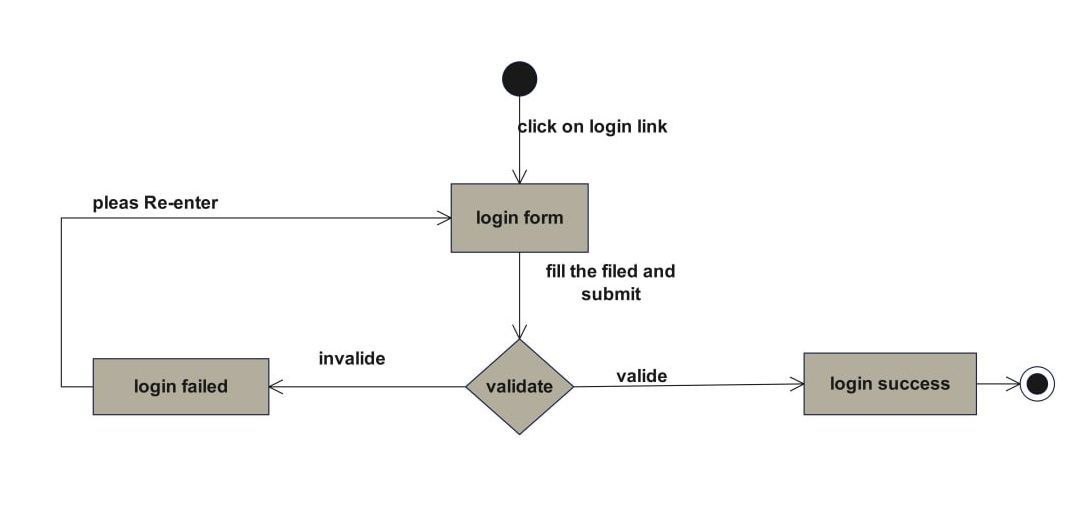 click on login link
pleas Re-enter
login form
fill the filed and
submit
invalide
valide
login failed
validate
login success